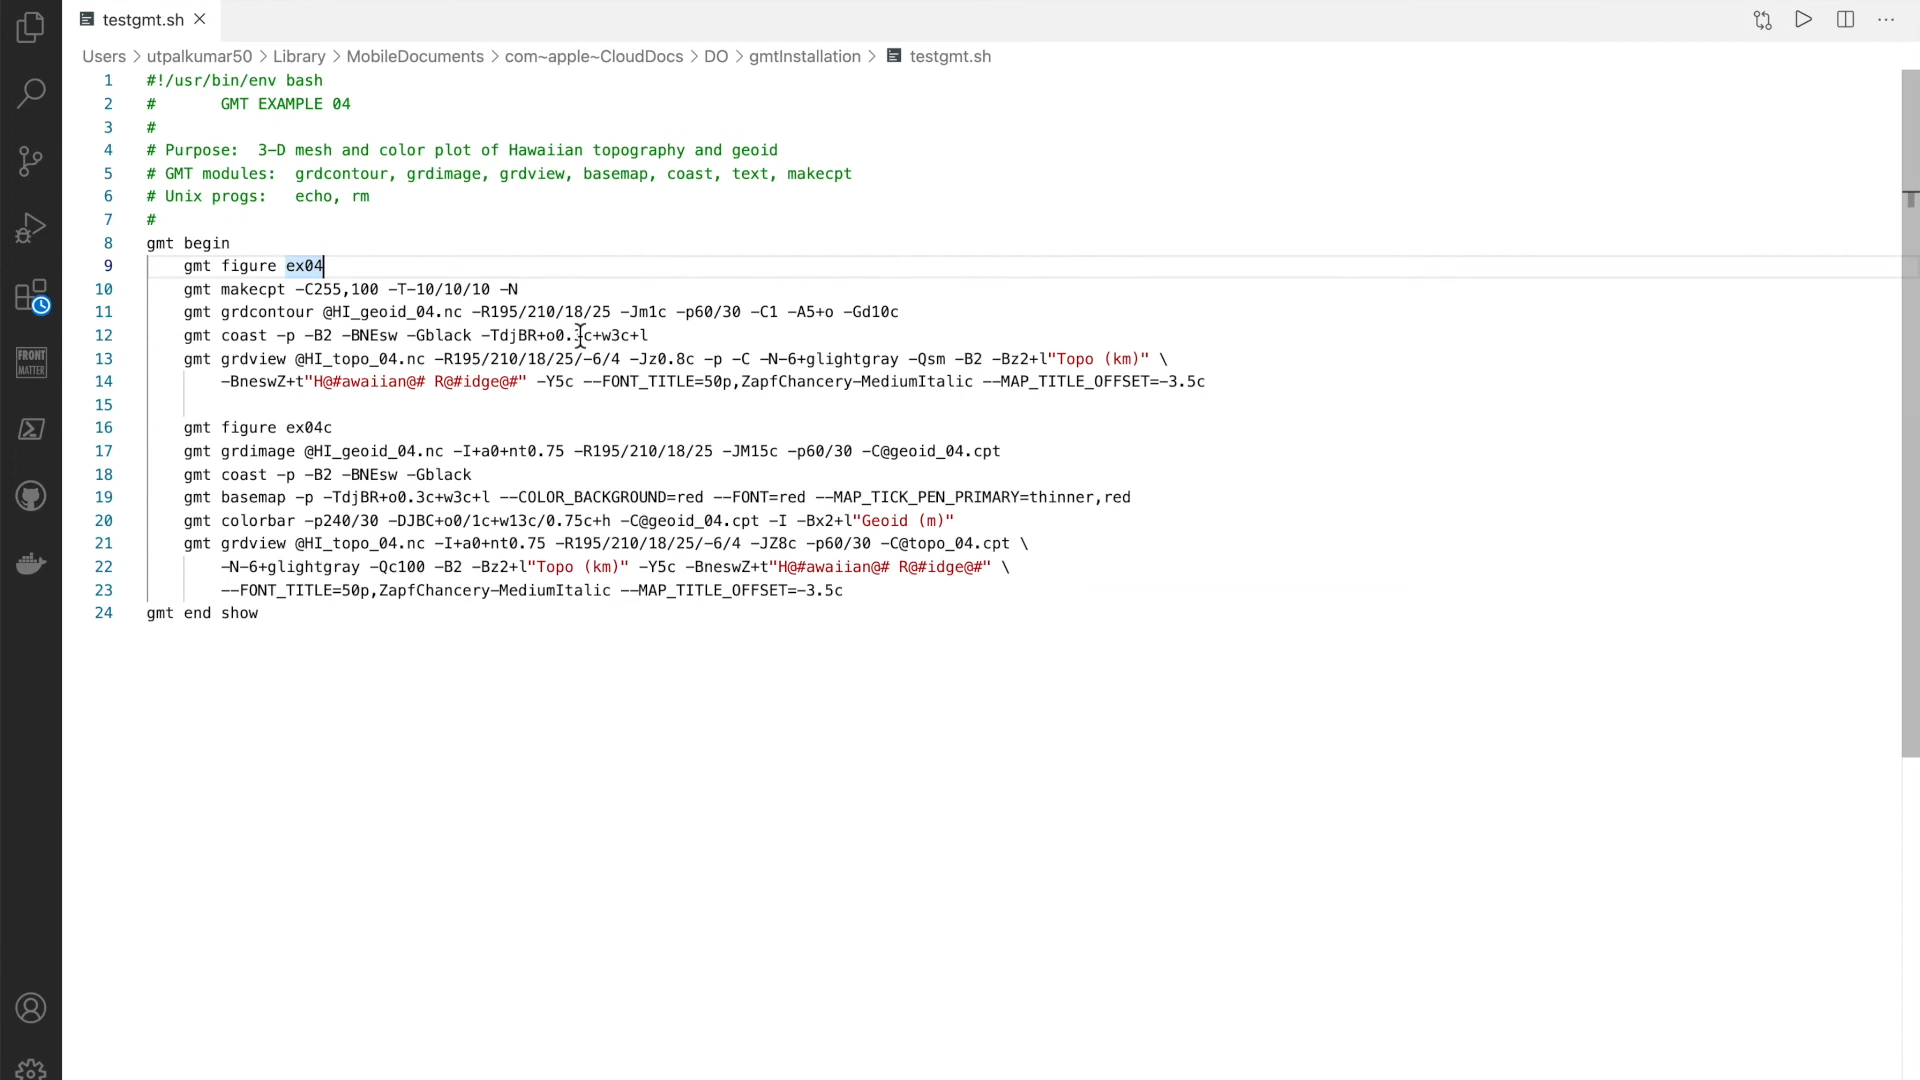 testgmt.sh
Users > utpalkumar50 > Library > MobileDocuments > com~apple~CloudDocs > DO > gmtInstallation > testgmt.sh
1 #!/usr/bin/env bash
2 #       GMT EXAMPLE 04
3 #
4 # Purpose:  3-D mesh and color plot of Hawaiian topography and geoid
5 # GMT modules:  grdcontour, grdimage, grdview, basemap, coast, text, makecpt
6 # Unix progs:   echo, rm
7 #
8 gmt begin
9     gmt figure ex04
10     gmt makecpt -C255,100 -T-10/10/10 -N
11     gmt grdcontour @HI_geoid_04.nc -R195/210/18/25 -Jm1c -p60/30 -C1 -A5+o -Gd10c
12     gmt coast -p -B2 -BNEsw -Gblack -TdjBR+o0.3c+w3c+l
13     gmt grdview @HI_topo_04.nc -R195/210/18/25/-6/4 -Jz0.8c -p -C -N-6+glightgray -Qsm -B2 -Bz2+l"Topo (km)" \
14         -BneswZ+t"H@#awaiian@# R@#idge@#" -Y5c --FONT_TITLE=50p,ZapfChancery-MediumItalic --MAP_TITLE_OFFSET=-3.5c
15
16     gmt figure ex04c
17     gmt grdimage @HI_geoid_04.nc -I+a0+nt0.75 -R195/210/18/25 -JM15c -p60/30 -C@geoid_04.cpt
18     gmt coast -p -B2 -BNEsw -Gblack
19     gmt basemap -p -TdjBR+o0.3c+w3c+l --COLOR_BACKGROUND=red --FONT=red --MAP_TICK_PEN_PRIMARY=thinner,red
20     gmt colorbar -p240/30 -DJBC+o0/1c+w13c/0.75c+h -C@geoid_04.cpt -I -Bx2+l"Geoid (m)"
21     gmt grdview @HI_topo_04.nc -I+a0+nt0.75 -R195/210/18/25/-6/4 -JZ8c -p60/30 -C@topo_04.cpt \
22         -N-6+glightgray -Qc100 -B2 -Bz2+l"Topo (km)" -Y5c -BneswZ+t"H@#awaiian@# R@#idge@#" \
23         --FONT_TITLE=50p,ZapfChancery-MediumItalic --MAP_TITLE_OFFSET=-3.5c
24 gmt end show
FRONT
MATTER